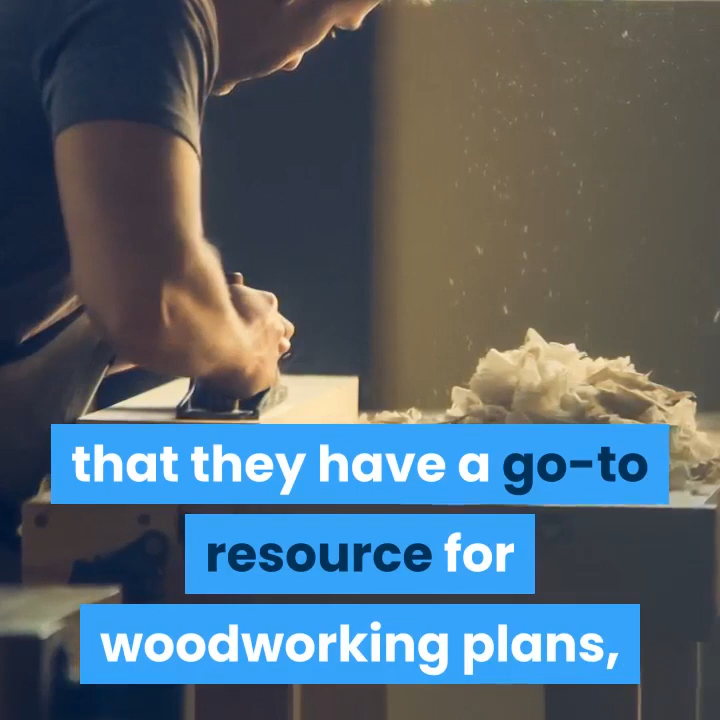 that they have a go-to
resource for
woodworking plans,